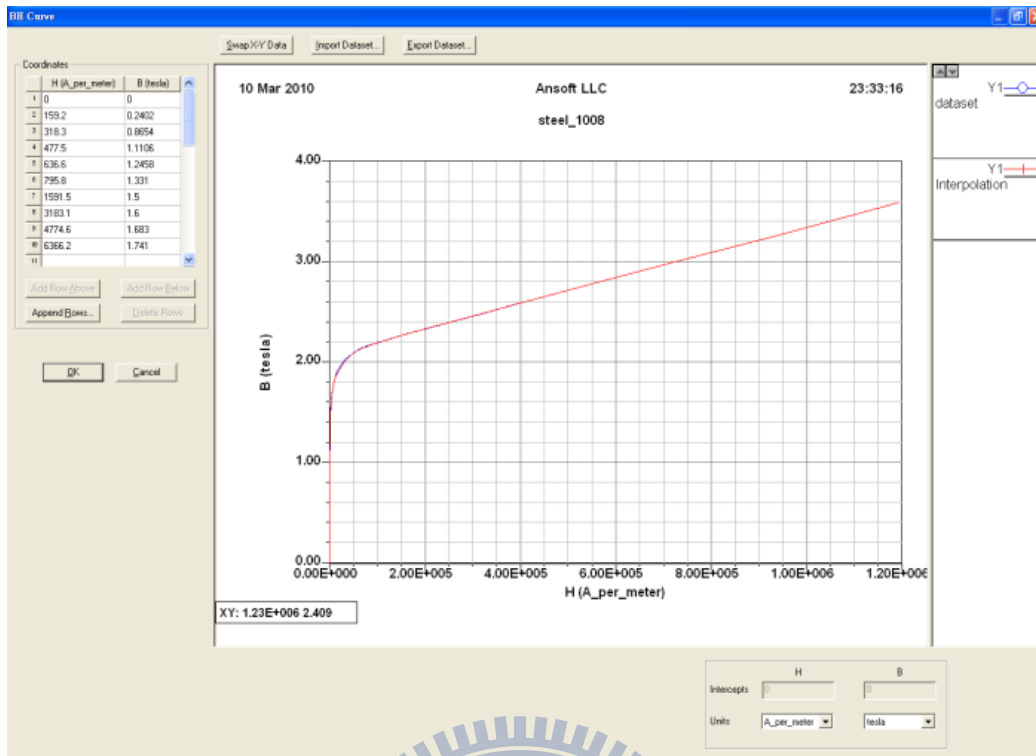 BH Curve
Swap X-Y Data Import Dataset... Export Dataset...
Coordinates
H (A_per_meter) B (tesla)
1 0 0
2 159.2 0.2402
3 318.3 0.8654
4 477.5 1.1106
5 636.6 1.2458
6 795.8 1.331
7 1591.5 1.5
8 3183.1 1.6
9 4774.6 1.683
10 6366.2 1.741
11
Add Row Above Add Row Below
Append Rows... Delete Rows
OK Cancel
10 Mar 2010 Ansoft LLC 23:33:16
steel_1008
4.00
3.00
2.00
1.00
0.00
B (tesla)
0.00E+000 2.00E+005 4.00E+005 6.00E+005 8.00E+005 1.00E+006 1.20E+006
H (A_per_meter)
XY: 1.23E+006 2.409
Y1
dataset
Y1
Interpolation
H B
Intercepts 0 0
Units A_per_meter tesla